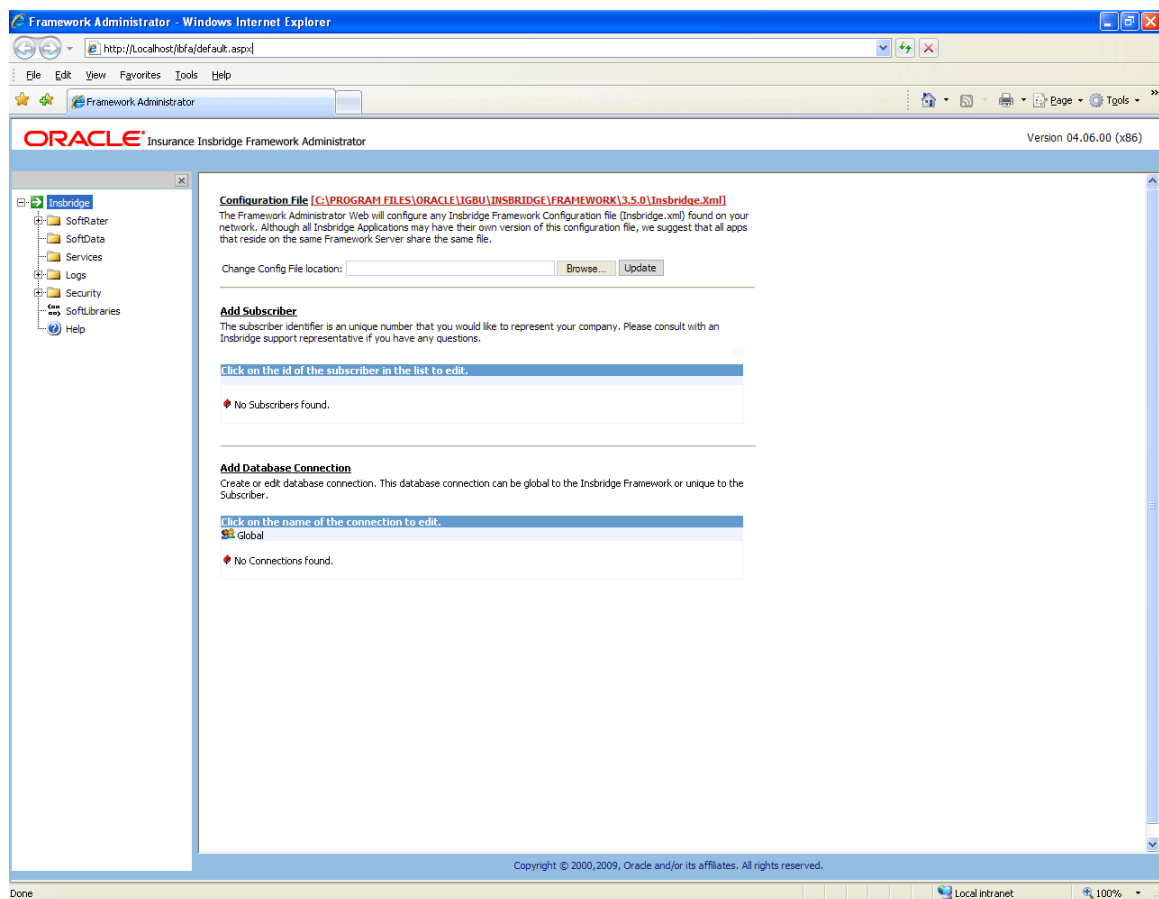 Framework Administrator - Windows Internet Explorer
http://Localhost/ibfa/default.aspx
File Edit View Favorites Tools Help
Framework Administrator
Page Tools
ORACLE Insurance Insbridge Framework Administrator
Version 04.06.00 (x86)
Insbridge
SoftRater
SoftData
Services
Logs
Security
SoftLibraries
Help
Configuration File [C:\PROGRAM FILES\ORACLE\IGBU\INSBRIDGE\FRAMEWORK\3.5.0\Insbridge.Xml]
The Framework Administrator Web will configure any Insbridge Framework Configuration file (Insbridge.xml) found on your
network. Although all Insbridge Applications may have their own version of this configuration file, we suggest that all apps
that reside on the same Framework Server share the same file.
Change Config File location: Browse... Update
Add Subscriber
The subscriber identifier is an unique number that you would like to represent your company. Please consult with an
Insbridge support representative if you have any questions.
Click on the id of the subscriber in the list to edit.
No Subscribers found.
Add Database Connection
Create or edit database connection. This database connection can be global to the Insbridge Framework or unique to the
Subscriber.
Click on the name of the connection to edit.
Global
No Connections found.
Copyright © 2000,2009, Oracle and/or its affiliates. All rights reserved.
Done
Local intranet
100%